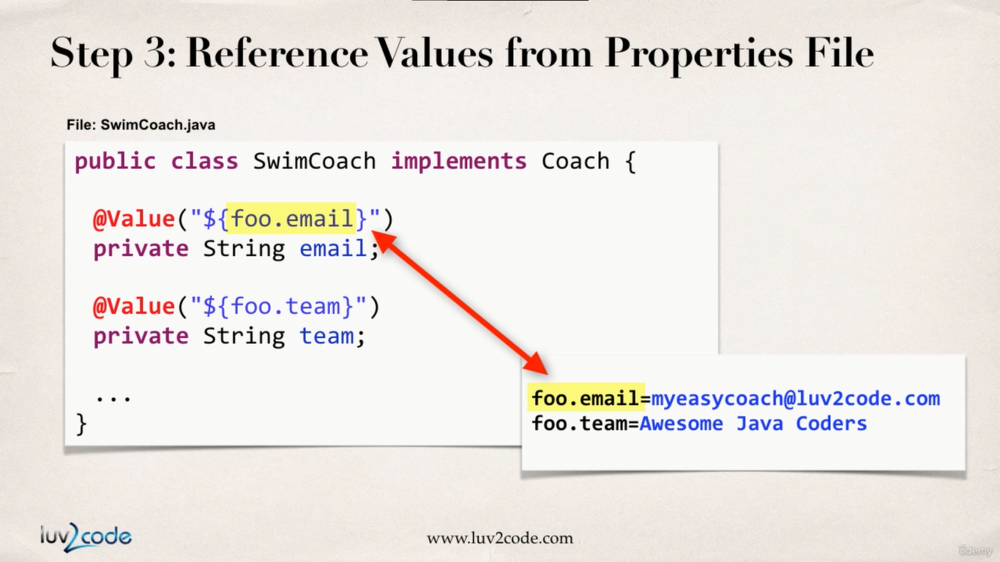 Step 3: Reference Values from Properties File
File: SwimCoach.java
public class SwimCoach implements Coach {
@Value("${foo.email}")
private String email;
@Value("${foo.team}")
private String team;
...
}
foo.email=myeasycoach@luv2code.com
foo.team=Awesome Java Coders
luv2code
www.luv2code.com
ûdemy